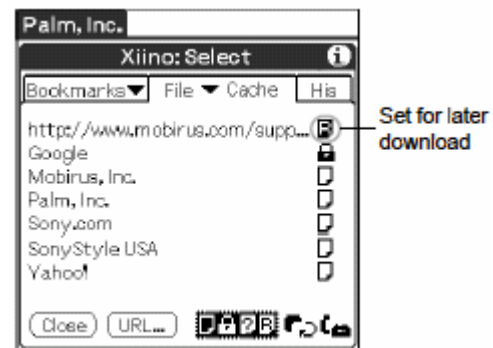 Palm, Inc.
Xiino: Select
Bookmarks▼ File ▼ Cache His
http://www.mobirus.com/supp...
Google
Mobirus, Inc.
Palm, Inc.
Sony.com
SonyStyle USA
Yahoo!
Close URL... ? R
Set for later
download